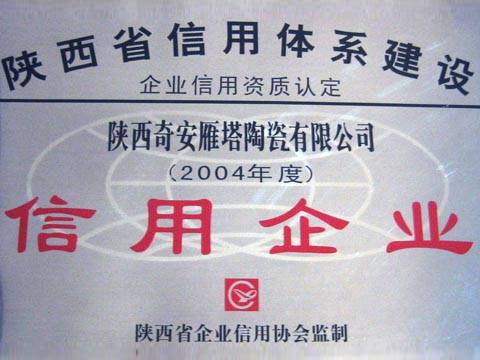 陕西省信用体系建设
企业信用资质认定
陕西奇安雁塔陶瓷有限公司
(2004年度)
信用企业
陕西省企业信用协会监制